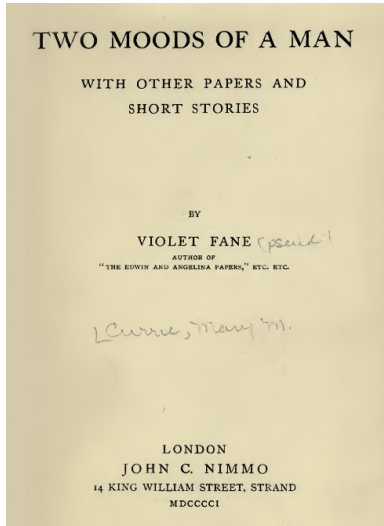 TWO MOODS OF A MAN
WITH OTHER PAPERS AND
SHORT STORIES
BY
VIOLET FANE (pseud)
AUTHOR OF
"THE EDWIN AND ANGELINA PAPERS," ETC. ETC.
[Currie, Mary M.
LONDON
JOHN C. NIMMO
14 KING WILLIAM STREET, STRAND
MDCCCCI